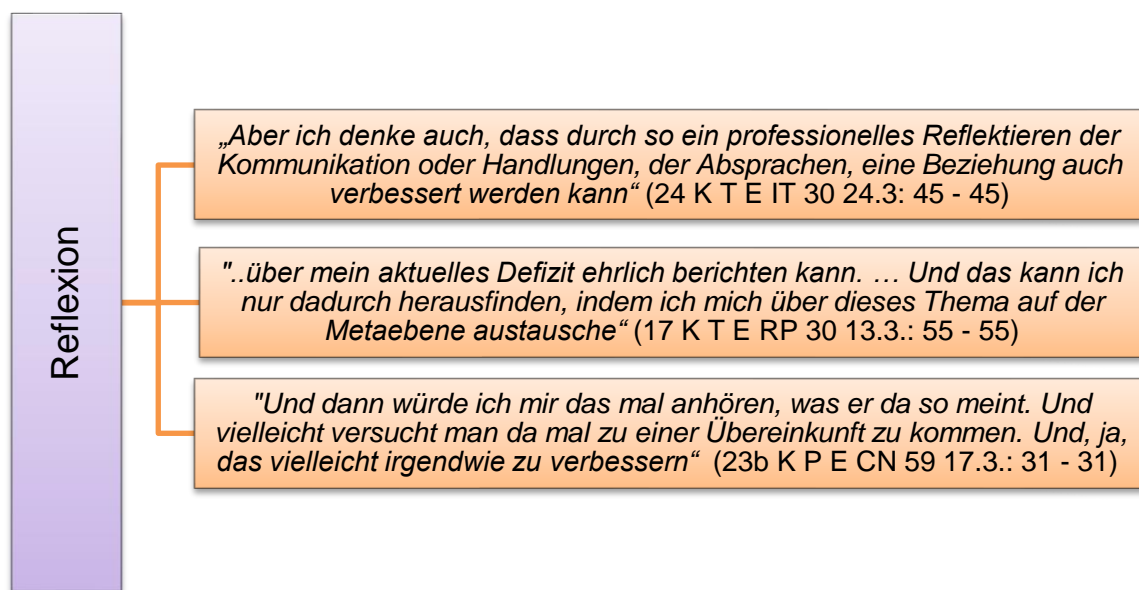 Reflexion
„Aber ich denke auch, dass durch so ein professionelles Reflektieren der
Kommunikation oder Handlungen, der Absprachen, eine Beziehung auch
verbessert werden kann“ (24 K T E IT 30 24.3: 45 - 45)
"..über mein aktuelles Defizit ehrlich berichten kann. … Und das kann ich
nur dadurch herausfinden, indem ich mich über dieses Thema auf der
Metaebene austausche“ (17 K T E RP 30 13.3.: 55 - 55)
"Und dann würde ich mir das mal anhören, was er da so meint. Und
vielleicht versucht man da mal zu einer Übereinkunft zu kommen. Und, ja,
das vielleicht irgendwie zu verbessern“ (23b K P E CN 59 17.3.: 31 - 31)